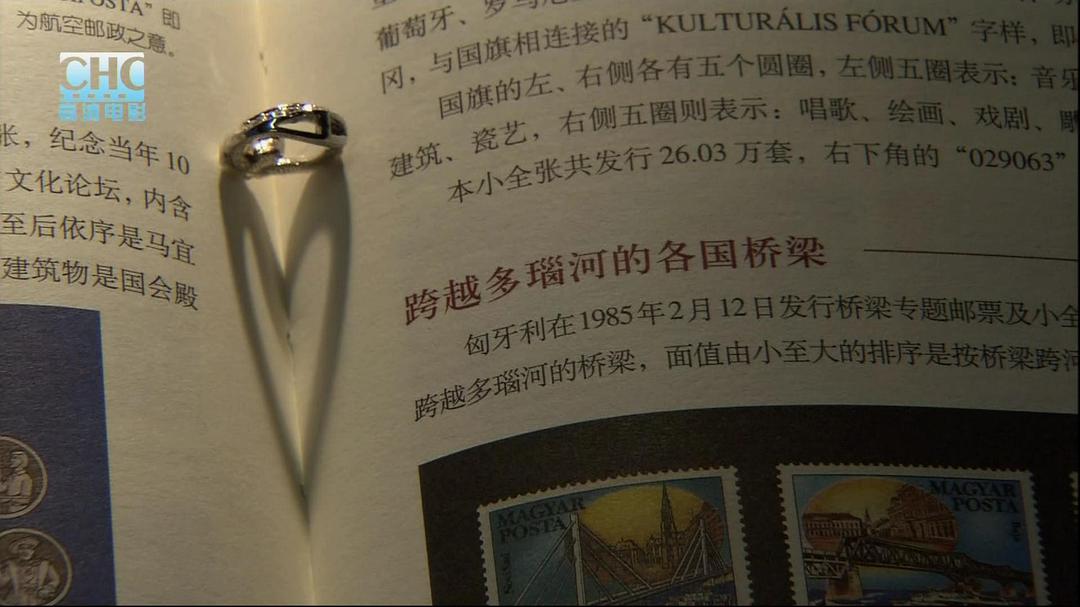 POSTA”即
为航空邮政之意。
CHC
高清电影
张，纪念当年10
文化论坛，内含
至后依序是马宜
建筑物是国会殿
葡萄牙、罗马尼
冈，与国旗相连接的“KULTURÁLIS FÓRUM”字样，即
国旗的左、右侧各有五个圆圈，左侧五圈表示：音乐
建筑、瓷艺，右侧五圈则表示：唱歌、绘画、戏剧、
本小全张共发行26.03万套，右下角的“029063”
跨越多瑙河的各国桥梁
匈牙利在1985年2月12日发行桥梁专题邮票及小全
跨越多瑙河的桥梁，面值由小至大的排序是按桥梁跨河
MAGYAR
POSTA
MAGYAR
POSTA